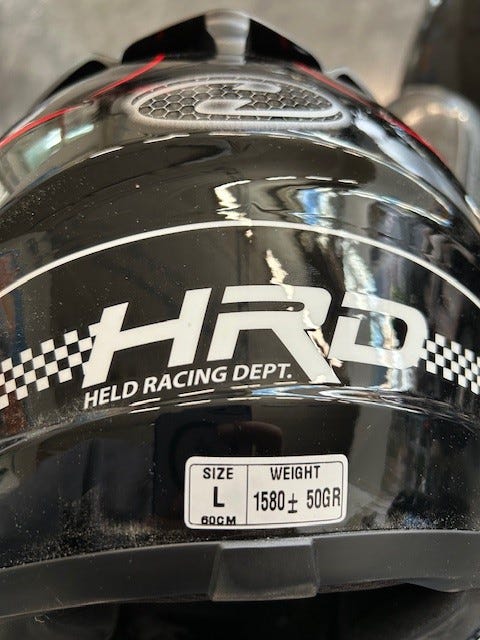 HRD
HELD RACING DEPT.
SIZE
L
60CM
WEIGHT
1580± 50GR